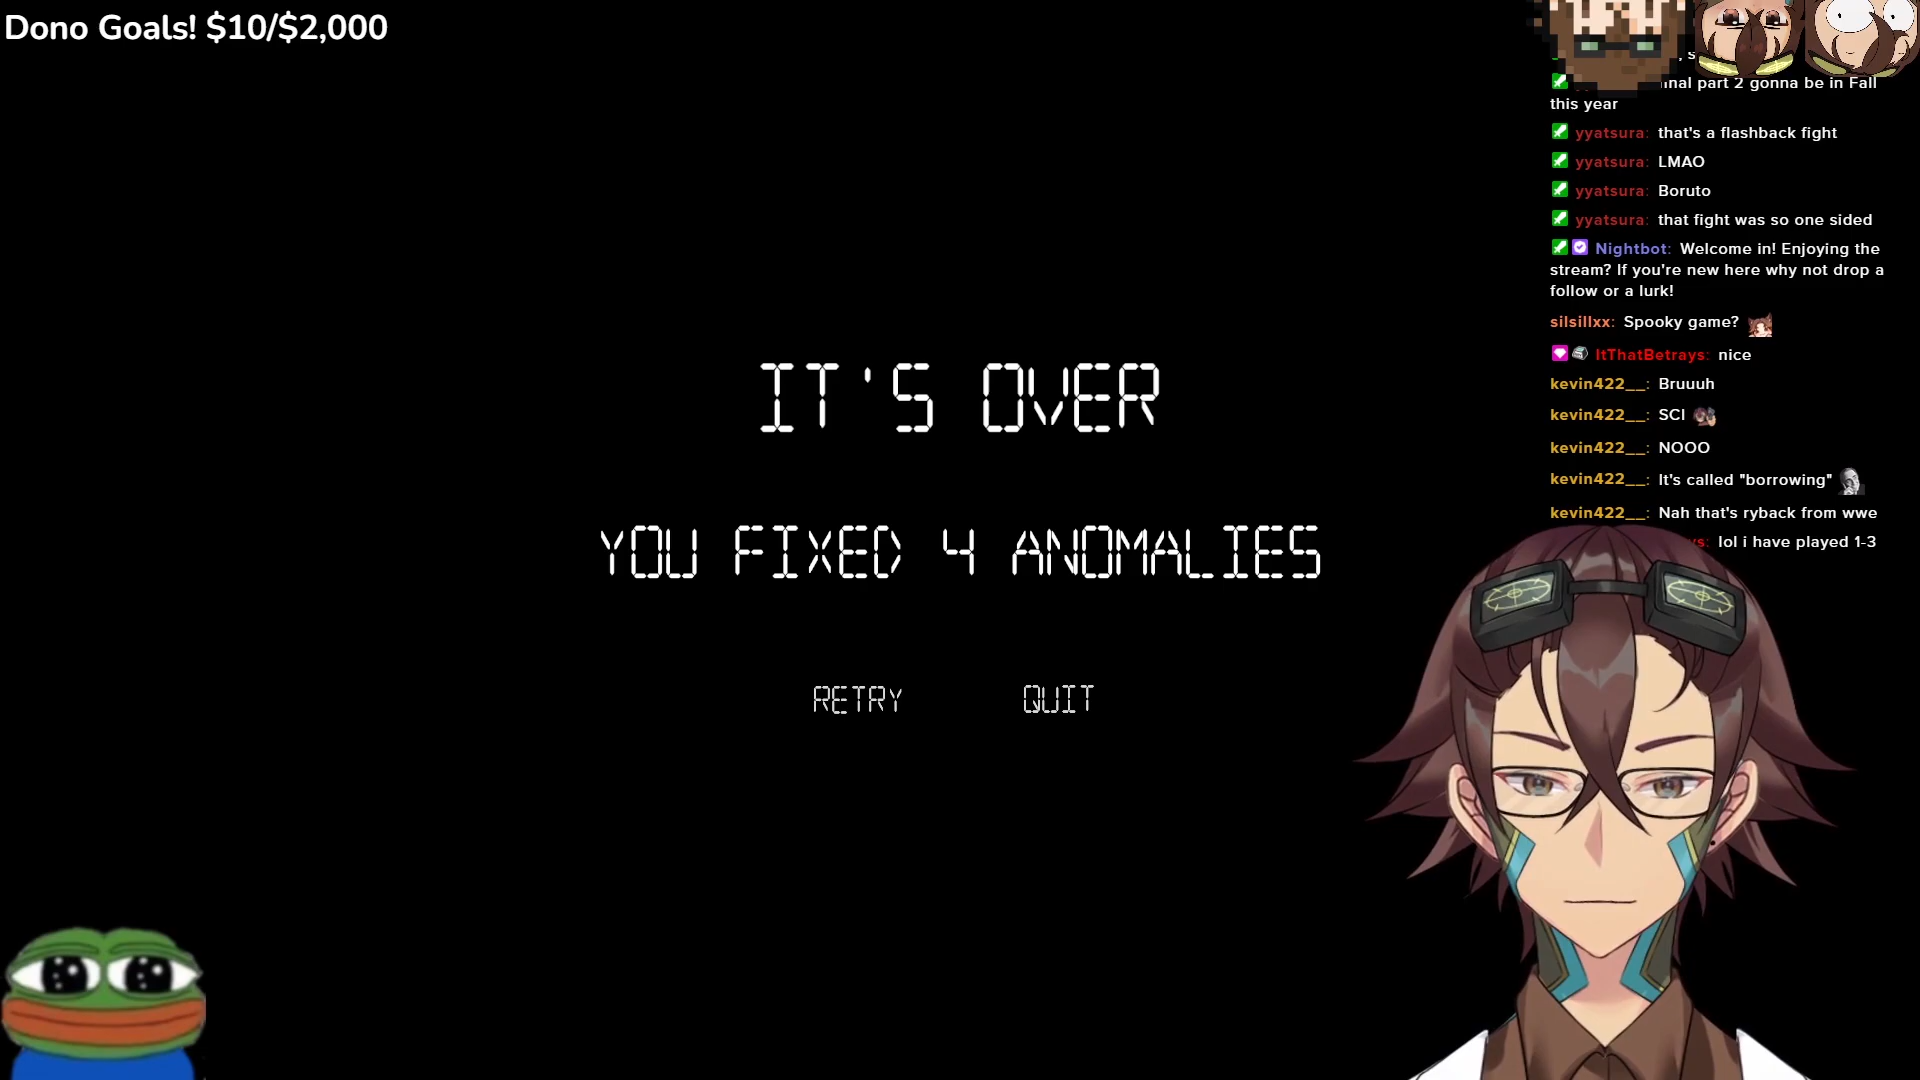 Dono Goals! $10/$2,000
part 2 gonna be in Fall
this year
yyatsura: that's a flashback fight
yyatsura: LMAO
yyatsura: Boruto
yyatsura: that fight was so one sided
Nightbot: Welcome in! Enjoying the
stream? If you're new here why not drop a
follow or a lurk!
silsillxx: Spooky game?
ItThatBetrays: nice
kevin422__: Bruuuh
kevin422__: SCI
kevin422__: NOOO
kevin422__: It's called "borrowing"
kevin422__: Nah that's ryback from wwe
lol i have played 1-3
IT'S OVER
YOU FIXED 4 ANOMALIES
RETRY QUIT